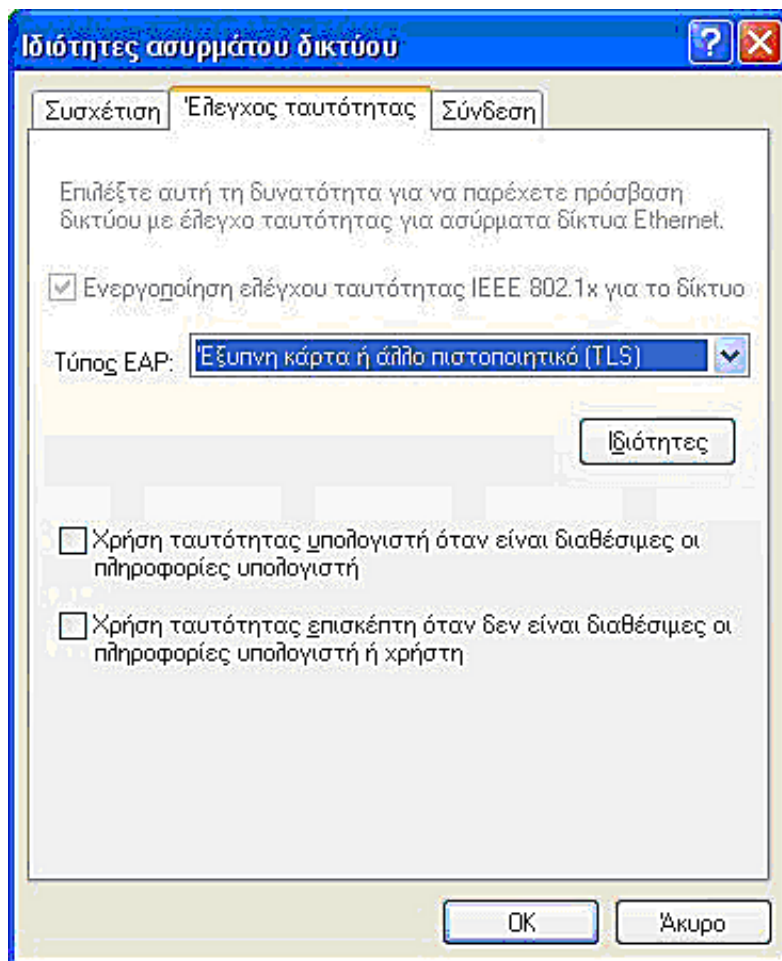 Ιδιότητες ασυρμάτου δικτύου
Συσχέτιση
Έλεγχος ταυτότητας
Σύνδεση
Επιλέξτε αυτή τη δυνατότητα για να παρέχετε πρόσβαση
δικτύου με έλεγχο ταυτότητας για ασύρματα δίκτυα Ethernet.
Ενεργοποίηση ελέγχου ταυτότητας IEEE 802.1x για το δίκτυο
Τύπος EAP:
Έξυπνη κάρτα ή άλλο πιστοποιητικό (TLS)
Ιδιότητες
Χρήση ταυτότητας υπολογιστή όταν είναι διαθέσιμες οι
πληροφορίες υπολογιστή
Χρήση ταυτότητας επισκέπτη όταν δεν είναι διαθέσιμες οι
πληροφορίες υπολογιστή ή χρήστη
OK
Άκυρο